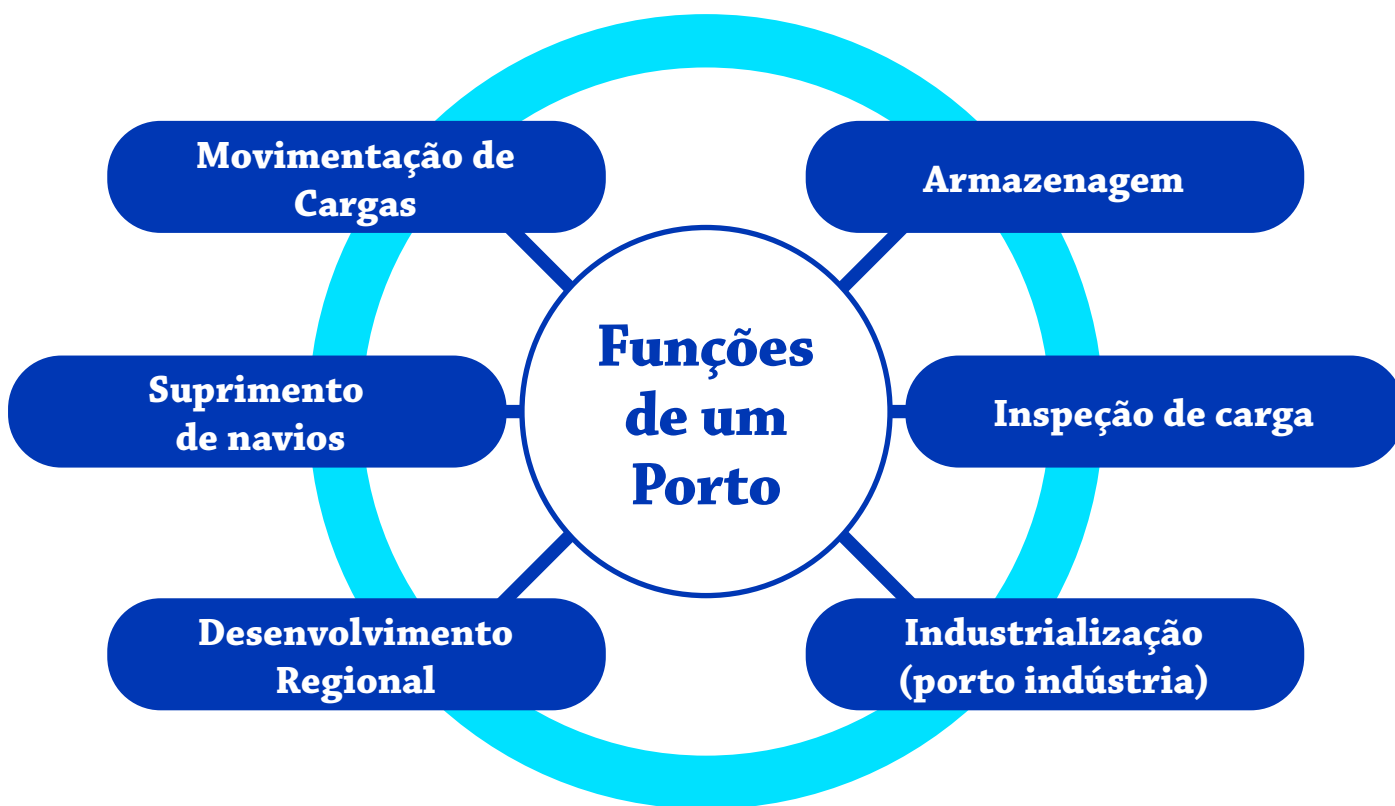 Movimentação de
Cargas
Armazenagem
Funções
de um
Porto
Suprimento
de navios
Inspeção de carga
Desenvolvimento
Regional
Industrialização
(porto indústria)